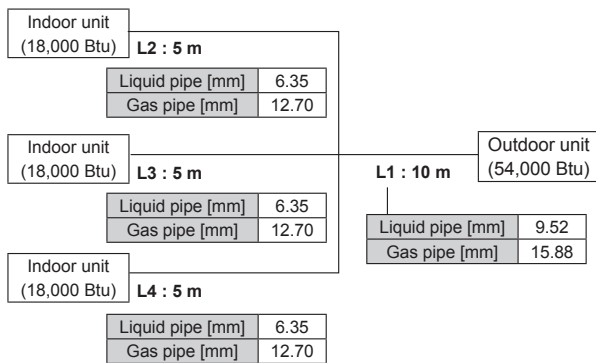 Indoor unit
(18,000 Btu)
L2 : 5 m
Liquid pipe [mm] 6.35
Gas pipe [mm] 12.70
Indoor unit
(18,000 Btu)
L3 : 5 m
Liquid pipe [mm] 6.35
Gas pipe [mm] 12.70
Indoor unit
(18,000 Btu)
L4 : 5 m
Liquid pipe [mm] 6.35
Gas pipe [mm] 12.70
Outdoor unit
(54,000 Btu)
L1 : 10 m
Liquid pipe [mm] 9.52
Gas pipe [mm] 15.88